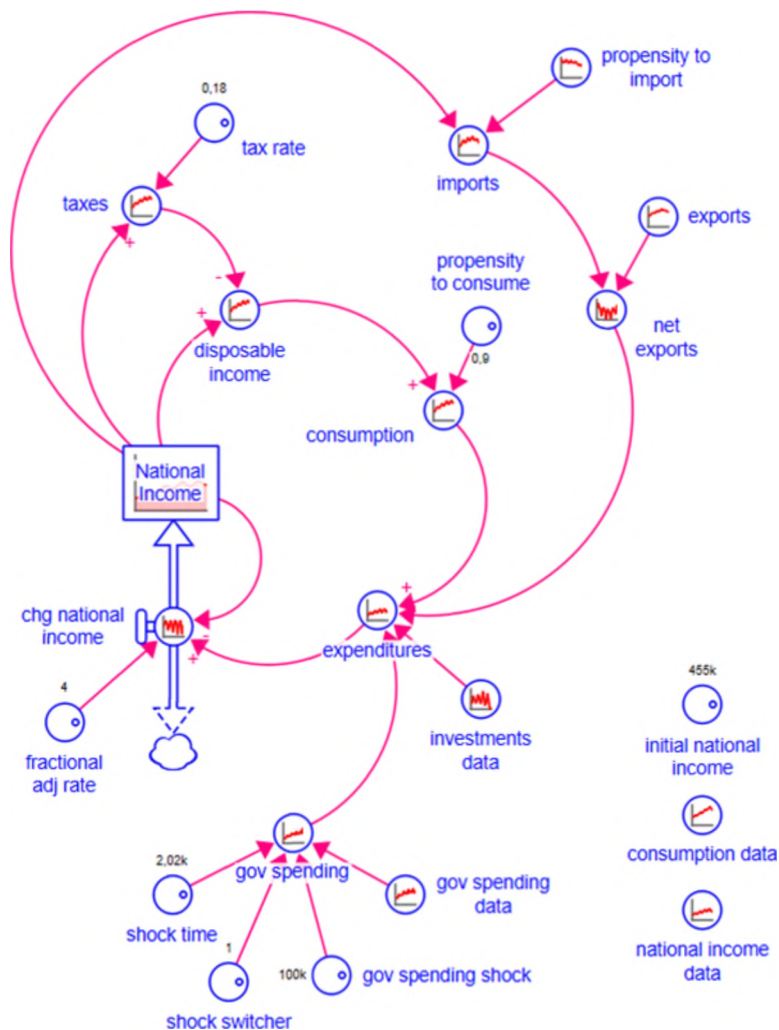 propensity to
import
0,18
tax rate
imports
taxes
+
exports
propensity
to consume
-
+
net
exports
disposable
income
0,9
+
consumption
National
Income
+
chg national
income
-
+
expenditures
455k
4
investments
data
initial national
income
fractional
adj rate
consumption data
2,02k
gov spending
gov spending
data
shock time
national income
data
1
100k
gov spending shock
shock switcher